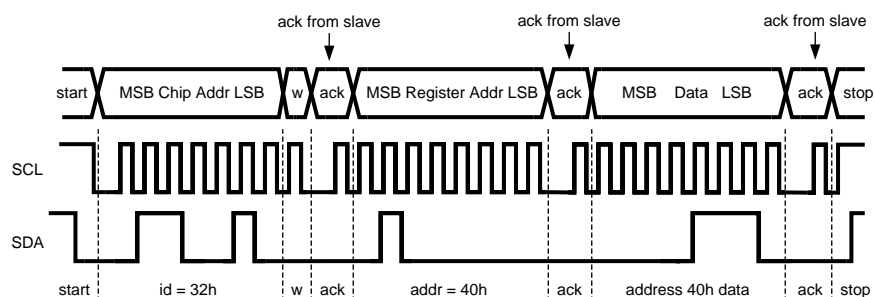 ack from slave ack from slave ack from slave
start MSB Chip Addr LSB w ack MSB Register Addr LSB ack MSB Data LSB ack stop
SCL
SDA
start id = 32h w ack addr = 40h ack address 40h data ack stop